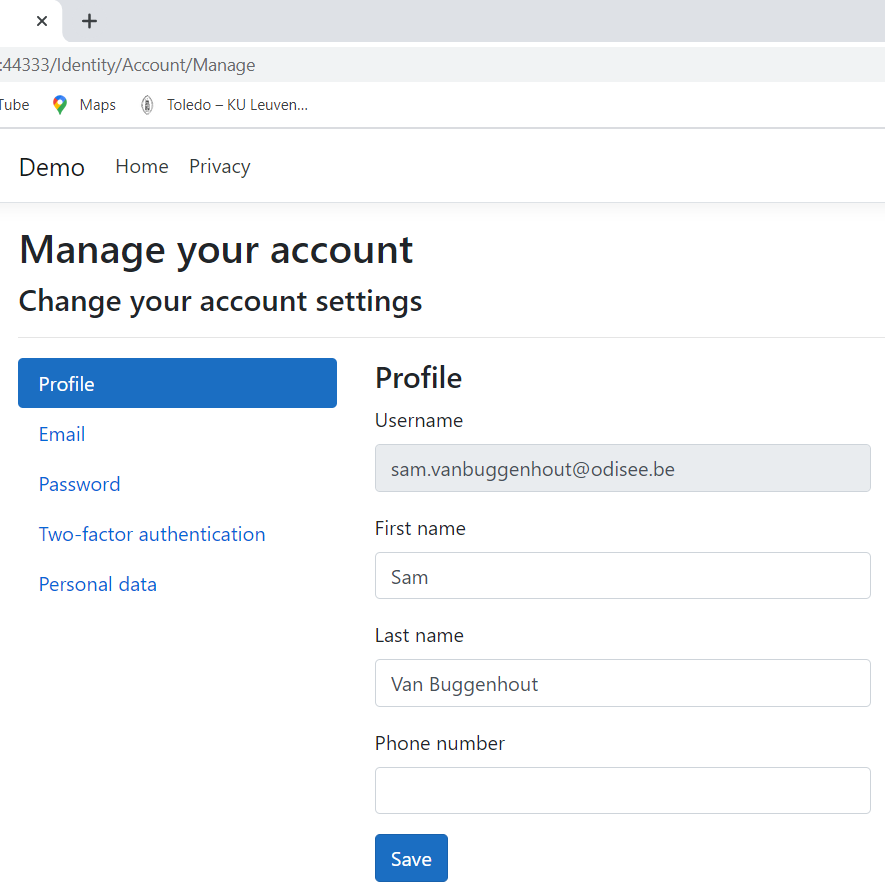 :44333/Identity/Account/Manage
Tube Maps Toledo – KU Leuven...
Demo Home Privacy
Manage your account
Change your account settings
Profile
Email
Password
Two-factor authentication
Personal data
Profile
Username
sam.vanbuggenhout@odisee.be
First name
Sam
Last name
Van Buggenhout
Phone number
Save